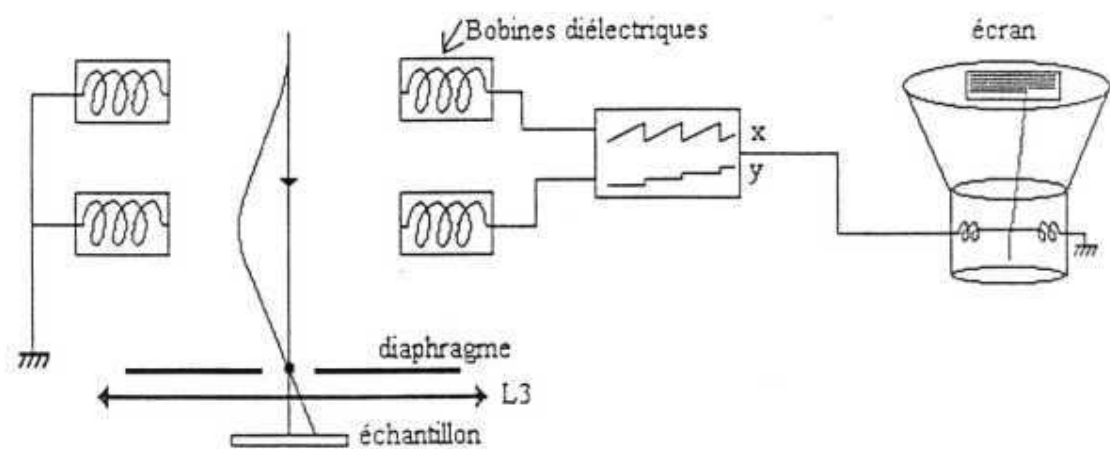 Bobines diélectriques
écran
x
y
diaphragme
L3
échantillon